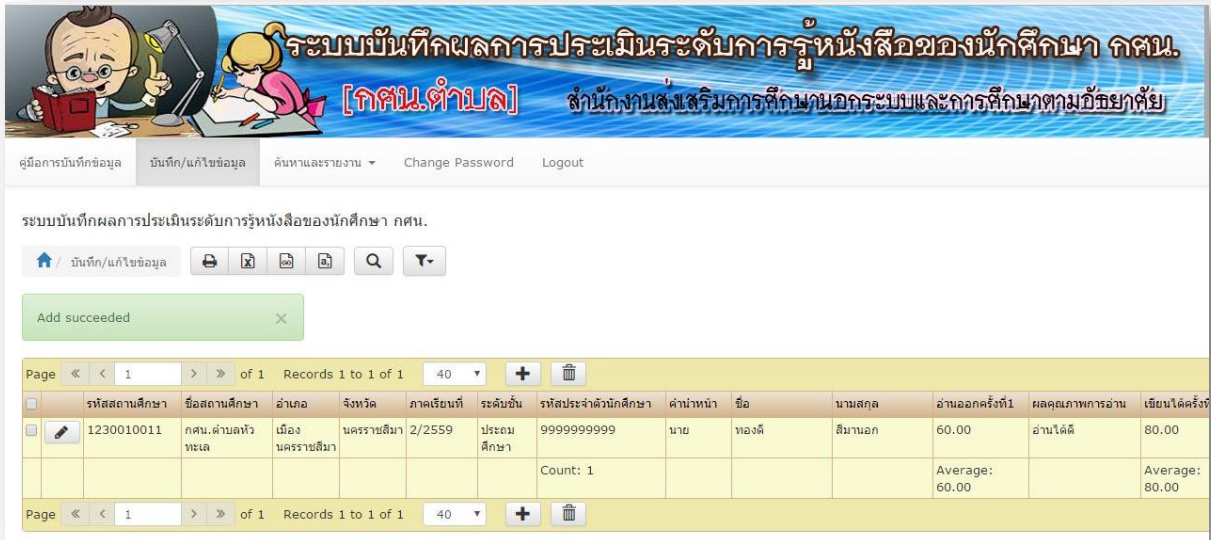 ระบบบันทึกผลการประเมินระดับการรู้หนังสือของนักศึกษา กศน.
[กศน.ตำบล] สำนักงานส่งเสริมการศึกษานอกระบบและการศึกษาตามอัธยาศัย
คู่มือการบันทึกข้อมูล บันทึก/แก้ไขข้อมูล ค้นหาและรายงาน Change Password Logout
ระบบบันทึกผลการประเมินระดับการรู้หนังสือของนักศึกษา กศน.
/ บันทึก/แก้ไขข้อมูล
Add succeeded ×
Page 1 of 1 Records 1 to 1 of 1 40
รหัสสถานศึกษา ชื่อสถานศึกษา อำเภอ จังหวัด ภาคเรียนที่ ระดับชั้น รหัสประจำตัวนักศึกษา คำนำหน้า ชื่อ นามสกุล อ่านออกครั้งที่1 ผลคุณภาพการอ่าน เขียนได้ครั้งที่
1230010011 กศน.ตำบลหัว เมือง นครราชสีมา 2/2559 ประถม 9999999999 นาย ทองดี สีมานอก 60.00 อ่านได้ดี 80.00
ทะเล นครราชสีมา ศึกษา
Count: 1 Average: Average:
60.00 80.00
Page 1 of 1 Records 1 to 1 of 1 40